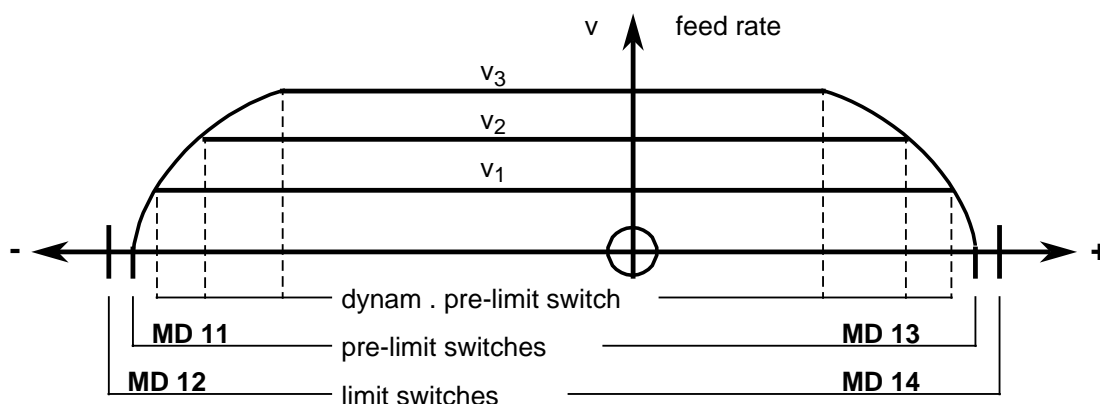 v feed rate
v3
v2
v1
- +
dynam . pre-limit switch
MD 11 MD 13
pre-limit switches
MD 12 MD 14
limit switches